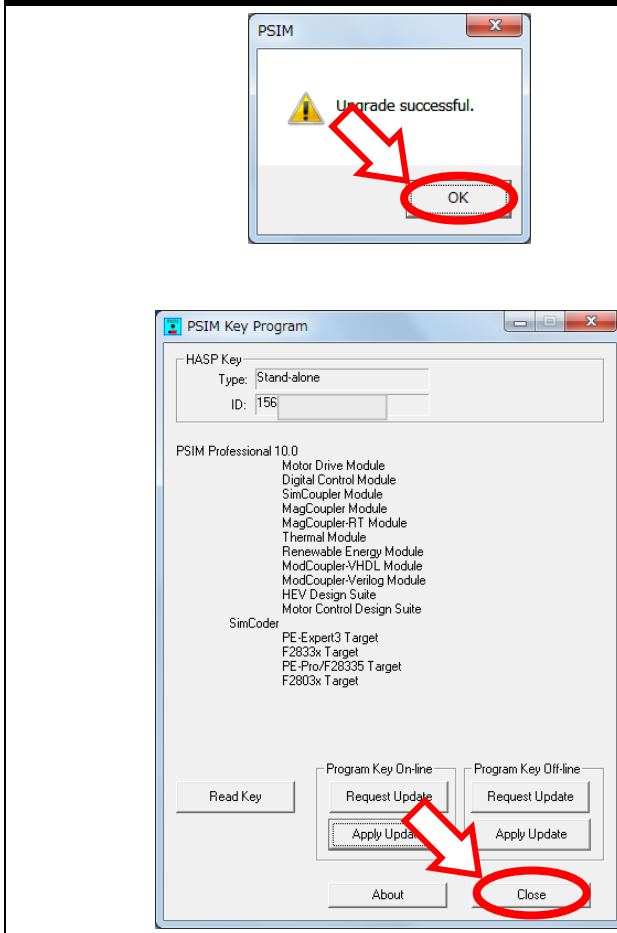 PSIM
Upgrade successful.
OK
PSIM Key Program
HASP Key
Type: Stand-alone
ID: 156
PSIM Professional 10.0
Motor Drive Module
Digital Control Module
SimCoupler Module
MagCoupler Module
MagCoupler-RT Module
Thermal Module
Renewable Energy Module
ModCoupler-VHDL Module
ModCoupler-Verilog Module
HEV Design Suite
Motor Control Design Suite
SimCoder
PE-Expert3 Target
F2833x Target
PE-Pro/F28335 Target
F2803x Target
Program Key On-line Program Key Off-line
Read Key Request Update Request Update
Apply Update Apply Update
About Close